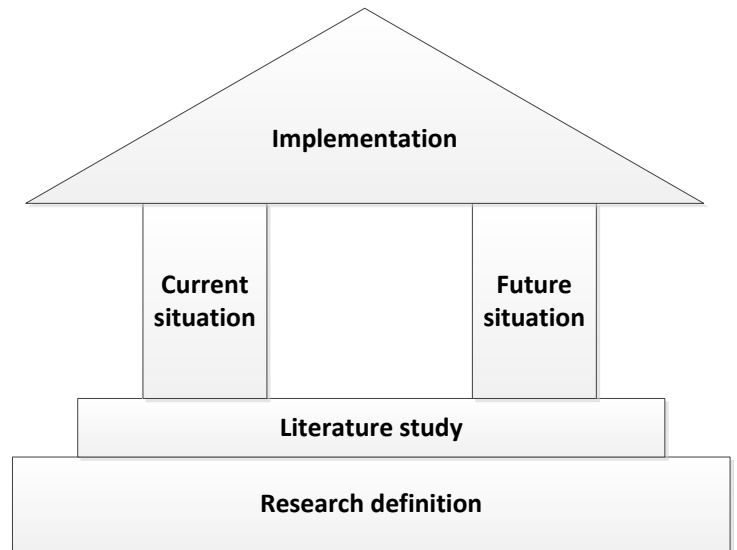 Implementation
Current
situation
Future
situation
Literature study
Research definition